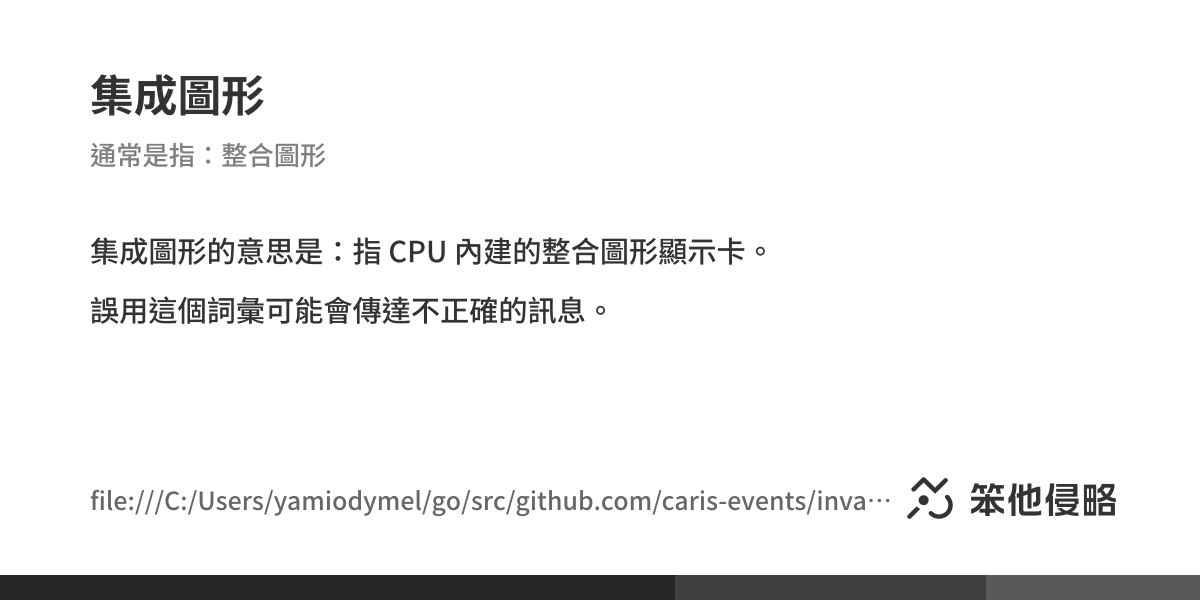 集成圖形
通常是指：整合圖形
集成圖形的意思是：指 CPU 內建的整合圖形顯示卡。
誤用這個詞彙可能會傳達不正確的訊息。
file:///C:/Users/yamiodymel/go/src/github.com/caris-events/inva⋯
笨他侵略